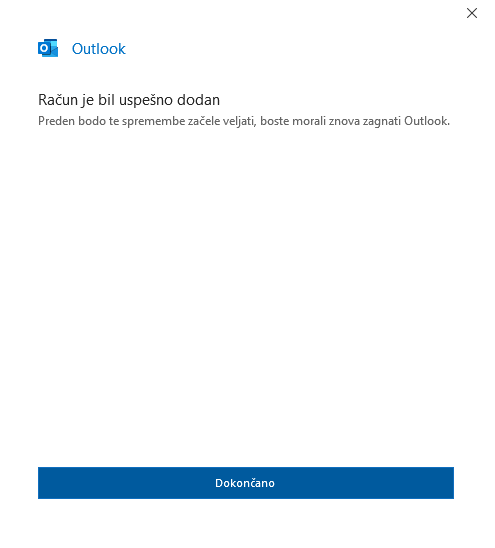 Outlook
Račun je bil uspešno dodan
Preden bodo te spremembe začele veljati, boste morali znova zagnati Outlook.
Dokončano